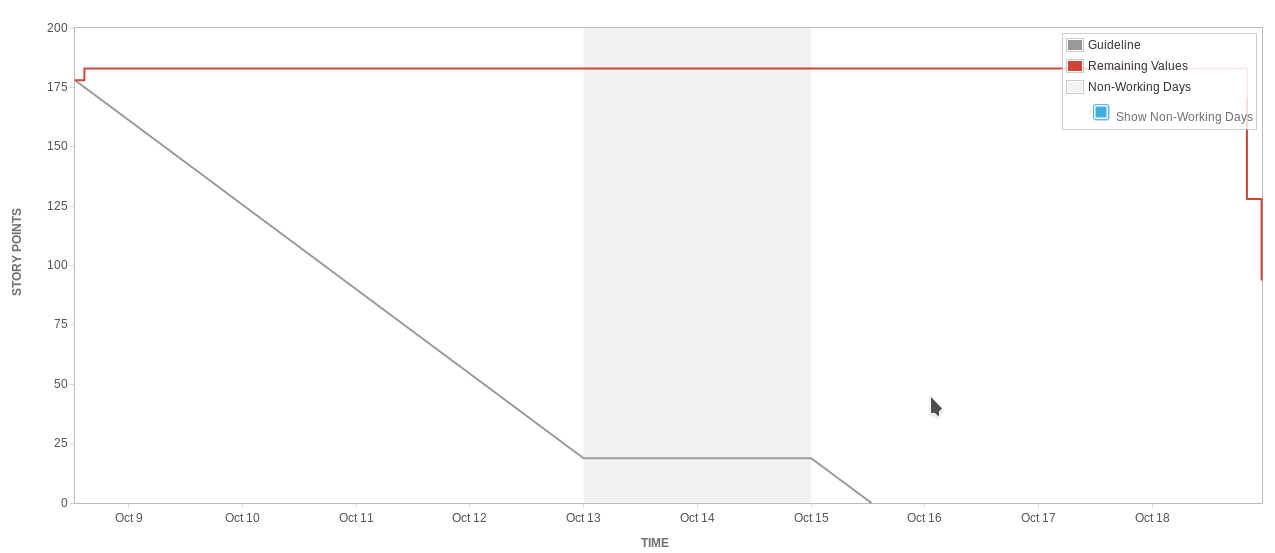 200
175
150
125
100
75
50
25
0
STORY POINTS
Guideline
Remaining Values
Non-Working Days
Show Non-Working Days
Oct 9 Oct 10 Oct 11 Oct 12 Oct 13 Oct 14 Oct 15 Oct 16 Oct 17 Oct 18
TIME